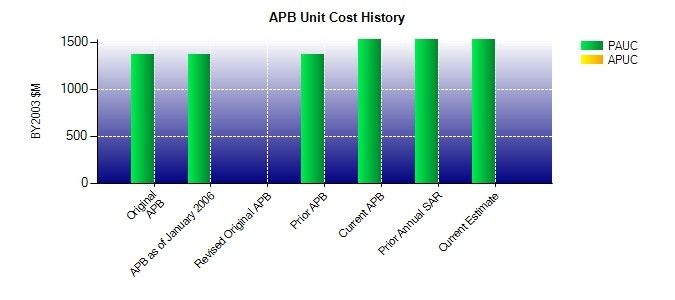 APB Unit Cost History
BY2003 $M
1500
1000
500
0
Original
APB
APB as of January 2006
Revised Original APB
Prior APB
Current APB
Prior Annual SAR
Current Estimate
PAUC
APUC